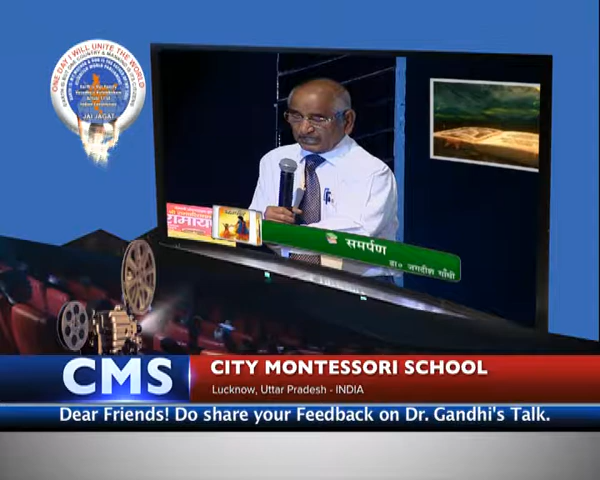 ONE DAY I WILL UNITE THE WORLD
JAI JAGAT
रामाय
समर्पण
डा० जगदीश गाँधी
CMS
CITY MONTESSORI SCHOOL
Lucknow, Uttar Pradesh - INDIA
Dear Friends! Do share your Feedback on Dr. Gandhi's Talk.